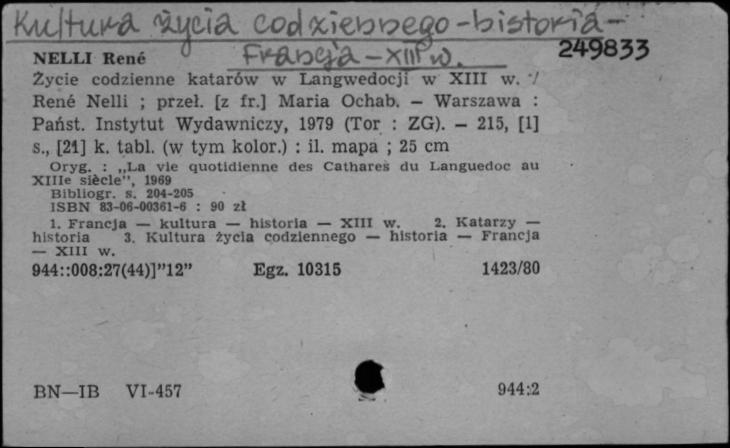 Kultura życia codziennego - historia -
Francja - XIII w.
249833
NELLI René
Życie codzienne katarów w Langwedocji w XIII w. /
René Nelli ; przeł. [z fr.] Maria Ochab. — Warszawa :
Państ. Instytut Wydawniczy, 1979 (Tor : ZG). — 215, [1]
s., [21] k. tabl. (w tym kolor.) : il. mapa ; 25 cm
Oryg. : „La vie quotidienne des Cathares du Languedoc au
XIIIe siècle”, 1969
Bibliogr. s. 204-205
ISBN 83-06-00361-6 : 90 zł
1. Francja — kultura — historia — XIII w. 2. Katarzy —
historia 3. Kultura życia codziennego — historia — Francja
— XIII w.
944::008:27(44)]”12” Egz. 10315 1423/80
BN—IB VI-457 944:2